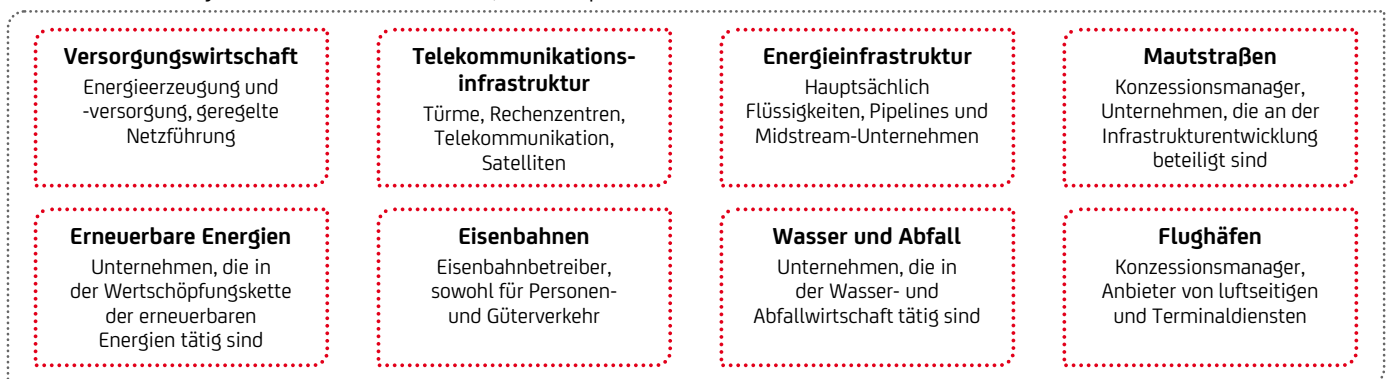 Versorgungswirtschaft
Energieerzeugung und
-versorgung, geregelte
Netzführung
Telekommunikations-
infrastruktur
Türme, Rechenzentren,
Telekommunikation,
Satelliten
Energieinfrastruktur
Hauptsächlich
Flüssigkeiten, Pipelines und
Midstream-Unternehmen
Mautstraßen
Konzessionsmanager,
Unternehmen, die an der
Infrastrukturentwicklung
beteiligt sind
Erneuerbare Energien
Unternehmen, die in
der Wertschöpfungskette
der erneuerbaren
Energien tätig sind
Eisenbahnen
Eisenbahnbetreiber,
sowohl für Personen-
und Güterverkehr
Wasser und Abfall
Unternehmen, die in
der Wasser- und
Abfallwirtschaft tätig sind
Flughäfen
Konzessionsmanager,
Anbieter von luftseitigen
und Terminaldiensten